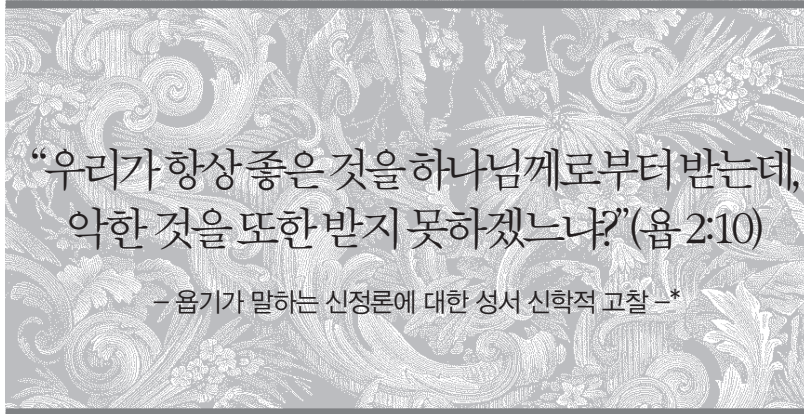 “우리가 항상 좋은 것을 하나님께로부터 받는데,
악한 것을 또한 받지 못하겠느냐?”(욥 2:10)
– 욥기가 말하는 신정론에 대한 성서 신학적 고찰 –*